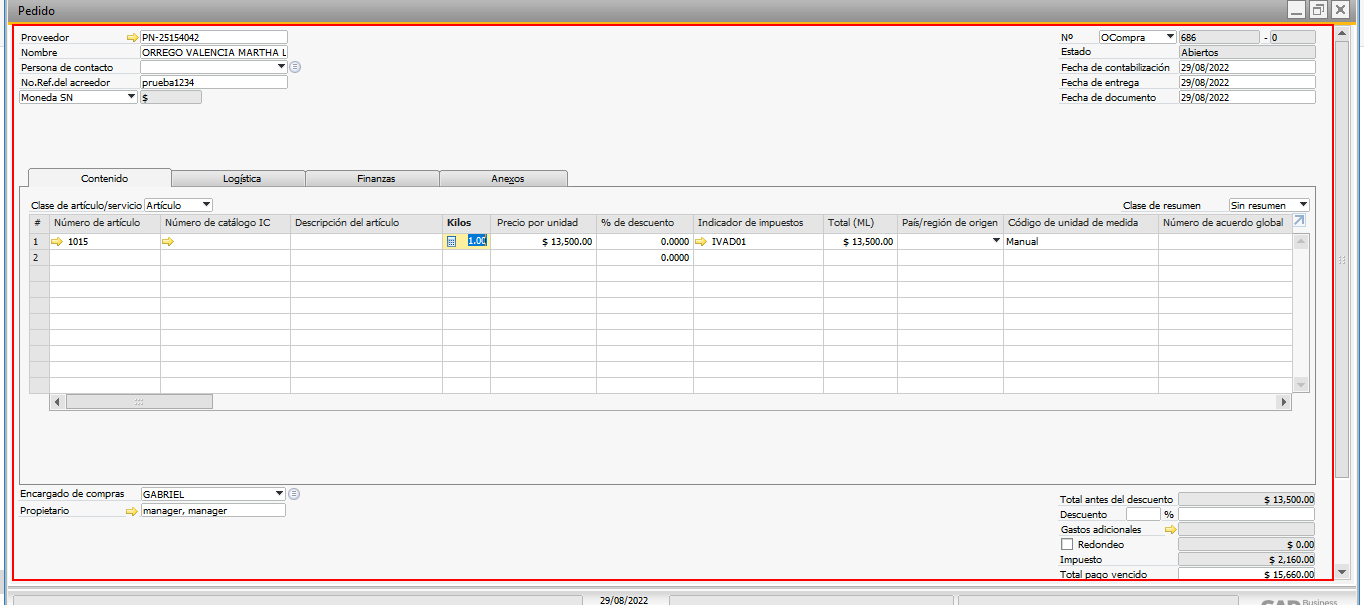 Pedido
Proveedor PN-25154042
Nombre ORREGO VALENCIA MARTHA L
Persona de contacto
No.Ref.del acreedor prueba1234
Moneda SN $
Nº OCompra 686 - 0
Estado Abiertos
Fecha de contabilización 29/08/2022
Fecha de entrega 29/08/2022
Fecha de documento 29/08/2022
Contenido Logística Finanzas Anexos
Clase de artículo/servicio Artículo Clase de resumen Sin resumen
# Número de artículo Número de catálogo IC Descripción del artículo Kilos Precio por unidad % de descuento Indicador de impuestos Total (ML) País/región de origen Código de unidad de medida Número de acuerdo global
1 1015 1.00 $ 13,500.00 0.0000 IVAD01 $ 13,500.00 Manual
2 0.0000
Encargado de compras GABRIEL
Propietario manager, manager
Total antes del descuento $ 13,500.00
Descuento %
Gastos adicionales
Redondeo $ 0.00
Impuesto $ 2,160.00
Total pago vencido $ 15,660.00
29/08/2022
SAP Business